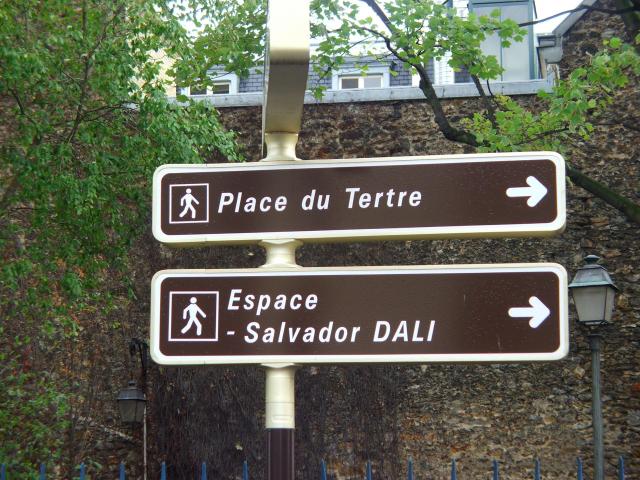 Place du Tertre
Espace
- Salvador DALI